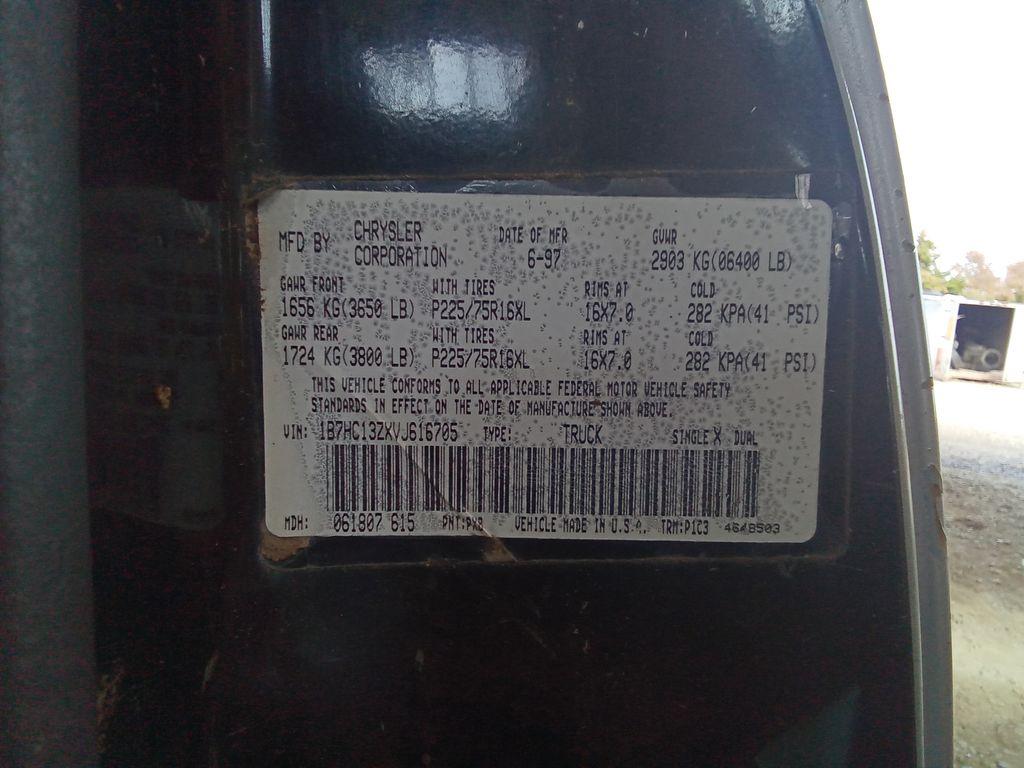 MFD BY CHRYSLER CORPORATION DATE OF MFR 6-97 GVWR 2903 KG(06400 LB)
GAWR FRONT WITH TIRES RIMS AT COLD
1656 KG(3650 LB) P225/75R16XL 16X7.0 282 KPA(41 PSI)
GAWR REAR WITH TIRES RIMS AT COLD
1724 KG(3800 LB) P225/75R16XL 16X7.0 282 KPA(41 PSI)
THIS VEHICLE CONFORMS TO ALL APPLICABLE FEDERAL MOTOR VEHICLE SAFETY
STANDARDS IN EFFECT ON THE DATE OF MANUFACTURE SHOWN ABOVE.
VIN: 1B7HC13ZXVJ616705 TYPE: TRUCK SINGLE X DUAL
MDH: 061807 615 PNT: VEHICLE MADE IN U.S.A. TRM:P1C3